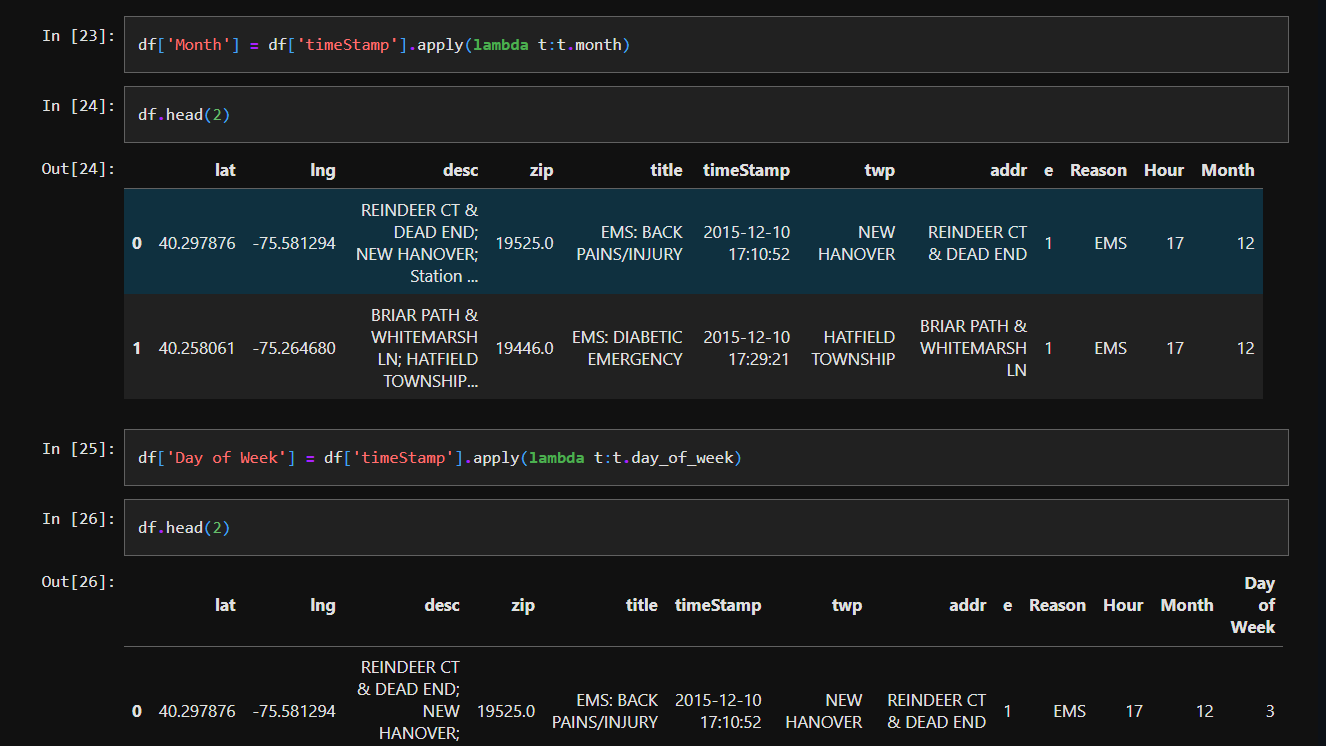 In [23]: df['Month'] = df['timeStamp'].apply(lambda t:t.month)
In [24]: df.head(2)
Out[24]:
lat lng desc zip title timeStamp twp addr e Reason Hour Month
REINDEER CT &
DEAD END;
NEW HANOVER;
Station ...
0 40.297876 -75.581294 19525.0 EMS: BACK
PAINS/INJURY 2015-12-10
17:10:52 NEW
HANOVER REINDEER CT
& DEAD END 1 EMS 17 12
BRIAR PATH &
WHITEMARSH
LN; HATFIELD
TOWNSHIP...
1 40.258061 -75.264680 19446.0 EMS: DIABETIC
EMERGENCY 2015-12-10
17:29:21 HATFIELD
TOWNSHIP BRIAR PATH &
WHITEMARSH
LN 1 EMS 17 12
In [25]: df['Day of Week'] = df['timeStamp'].apply(lambda t:t.day_of_week)
In [26]: df.head(2)
Out[26]:
lat lng desc zip title timeStamp twp addr e Reason Hour Month Day
of
Week
REINDEER CT
& DEAD END;
NEW
HANOVER;
0 40.297876 -75.581294 19525.0 EMS: BACK
PAINS/INJURY 2015-12-10
17:10:52 NEW
HANOVER REINDEER CT
& DEAD END 1 EMS 17 12 3